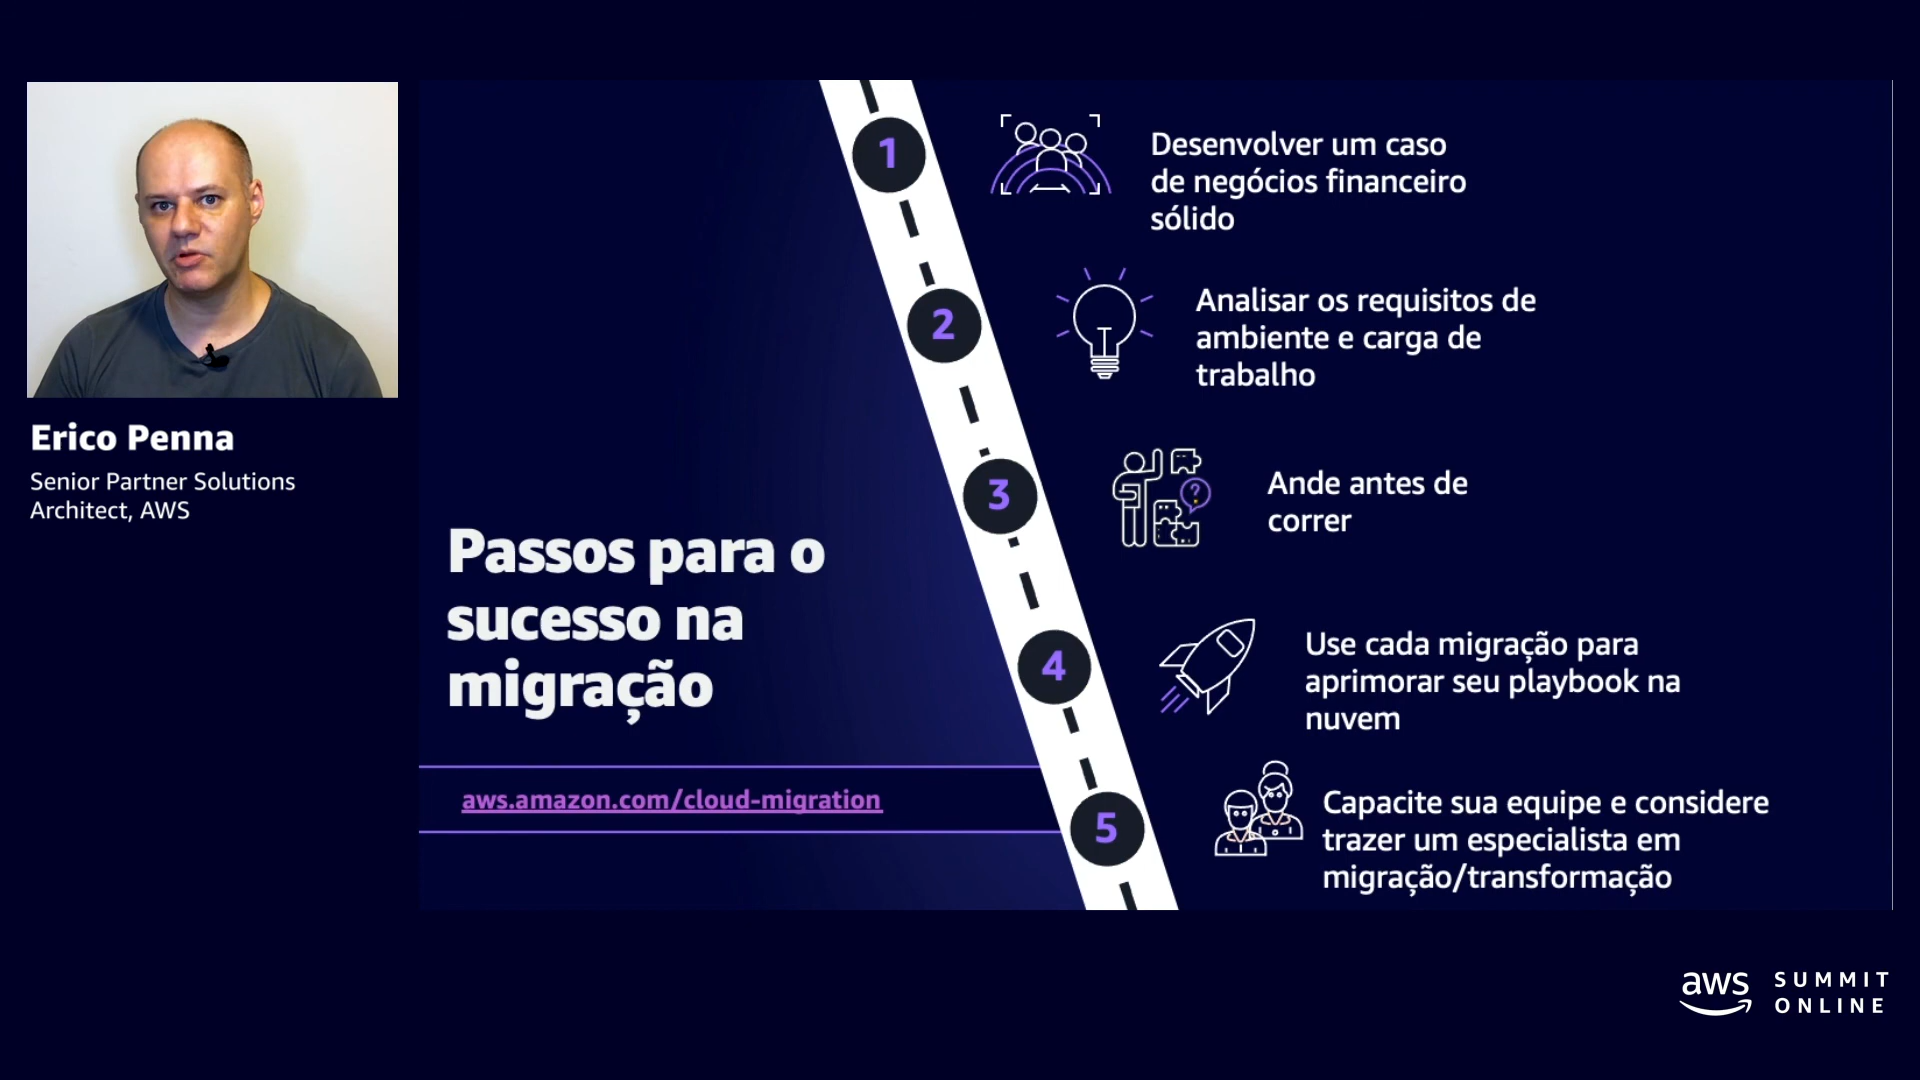 Erico Penna
Senior Partner Solutions
Architect, AWS
Passos para o
sucesso na
migração
aws.amazon.com/cloud-migration
1
Desenvolver um caso
de negócios financeiro
sólido
2
Analisar os requisitos de
ambiente e carga de
trabalho
3
?
Ande antes de
correr
4
Use cada migração para
aprimorar seu playbook na
nuvem
5
Capacite sua equipe e considere
trazer um especialista em
migração/transformação
aws
SUMMIT
ONLINE